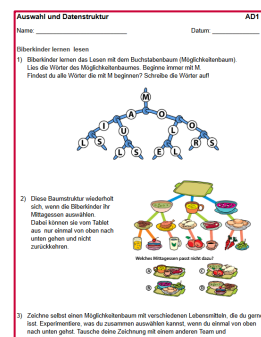 Auswahl und Datenstruktur AD1
Name: Datum:
Biberkinder lernen lesen
1) Biberkinder lernen das Lesen mit dem Buchstabenbaum (Möglichkeitenbaum).
Lies die Wörter des Möglichkeitenbaumes. Beginne immer mit M.
Findest du alle Wörter die mit M beginnen? Schreibe die Wörter auf!
M
I A O O
L S U L L E L O R S
2) Diese Baumstruktur wiederholt
sich, wenn die Biberkinder ihr
Mittagessen auswählen.
Dabei können sie vom Tablet
aus nur einmal von oben nach
unten gehen und nicht
zurückkehren.
Welches Mittagessen passt nicht dazu?
A B
C D
3) Zeichne selbst einen Möglichkeitenbaum mit verschiedenen Lebensmitteln, die du gerne
isst. Experimentiere, was du zusammen auswählen kannst, wenn du einmal von oben
nach unten gehst. Tausche deine Zeichnung mit einem anderen Team und